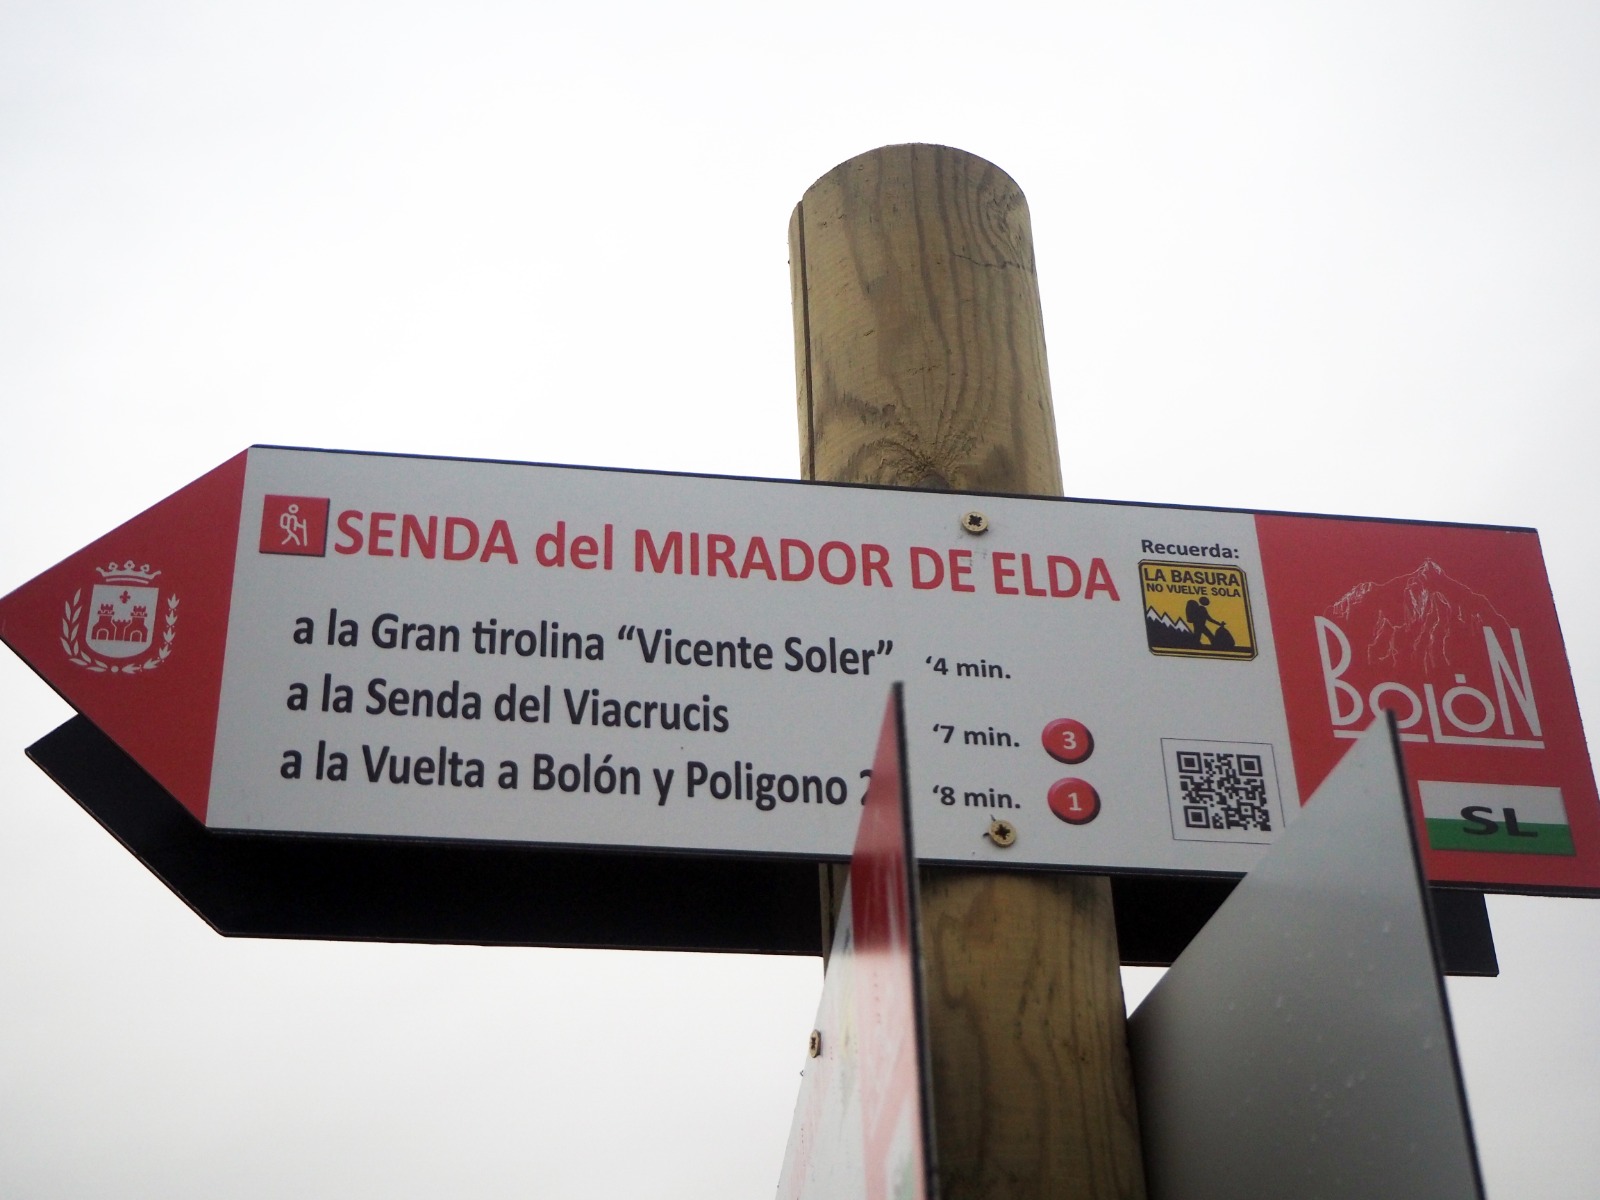 SENDA del MIRADOR DE ELDA
a la Gran tirolina “Vicente Soler” ‘4 min.
a la Senda del Viacrucis ‘7 min. 3
a la Vuelta a Bolón y Poligono ‘8 min. 1
Recuerda:
LA BASURA
NO VUELVE SOLA
BOLÓN
SL